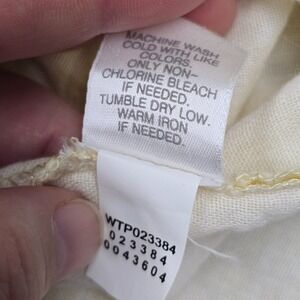 MACHINE WASH
COLD WITH LIKE
COLORS.
ONLY NON-
CHLORINE BLEACH
IF NEEDED.
TUMBLE DRY LOW.
WARM IRON
IF NEEDED.
WTP023384
023384
0043604